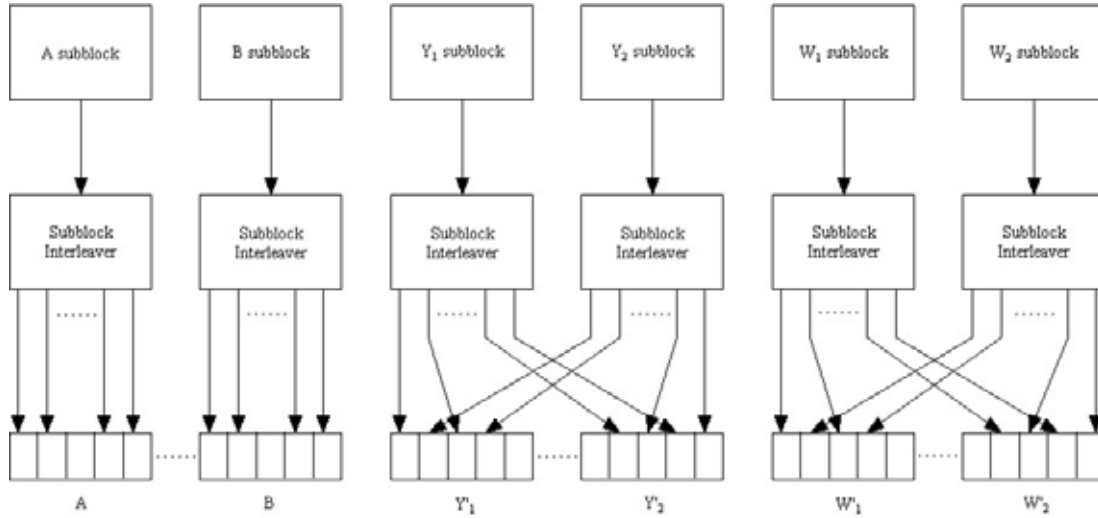 A subblock
B subblock
Y₁ subblock
Y₂ subblock
W₁ subblock
W₂ subblock
Subblock
Interleaver
Subblock
Interleaver
Subblock
Interleaver
Subblock
Interleaver
Subblock
Interleaver
Subblock
Interleaver
A
B
Y'₁
Y'₂
W'₁
W'₂